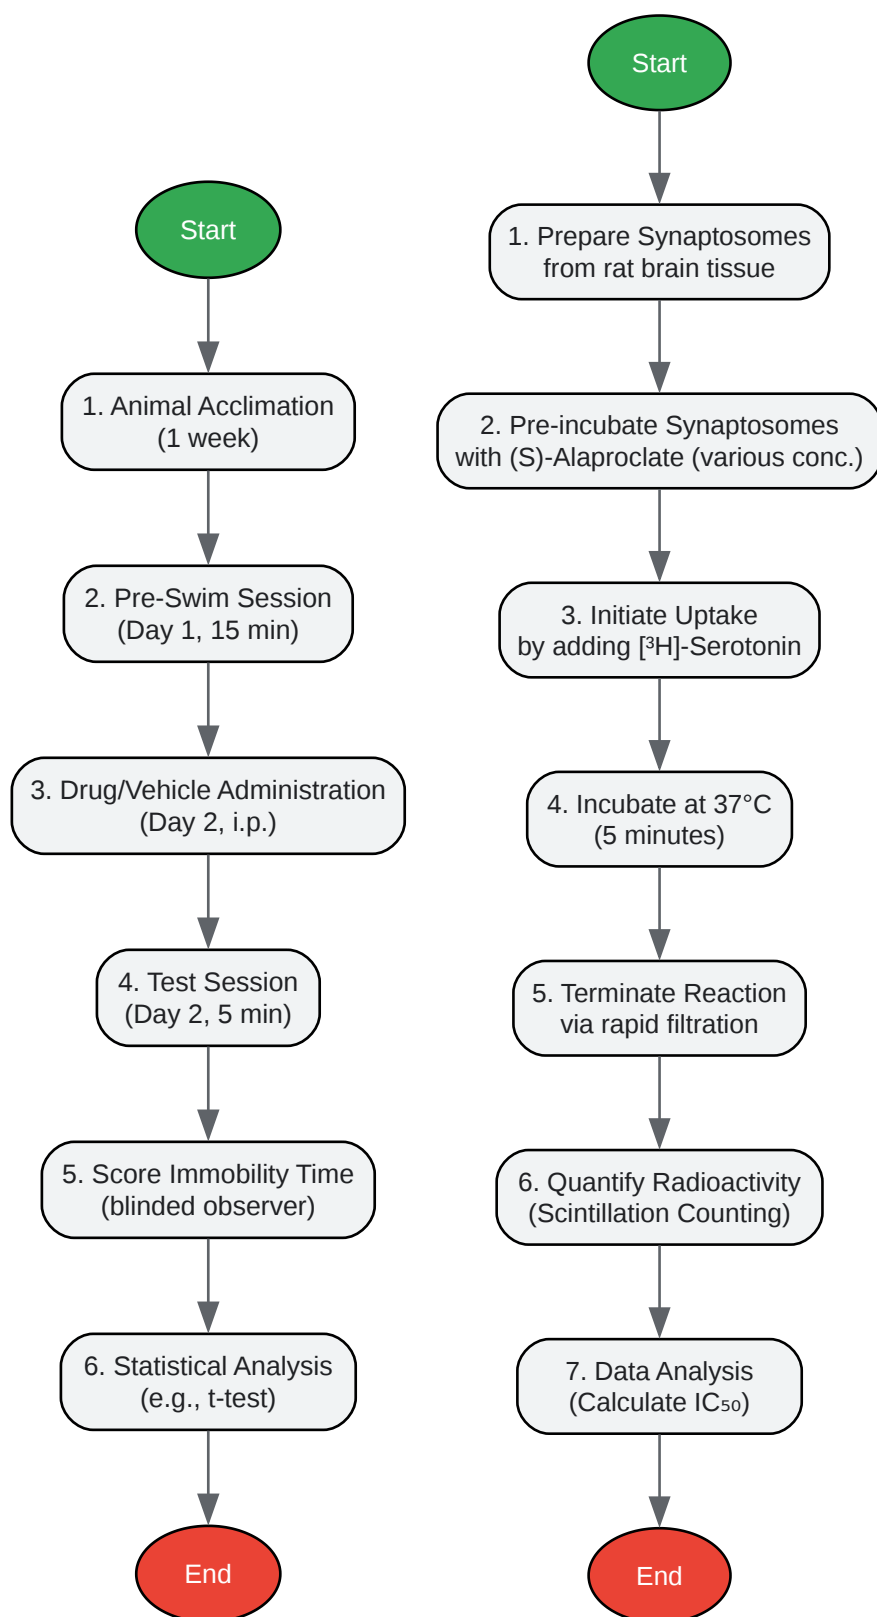 Start
1. Animal Acclimation
(1 week)
2. Pre-Swim Session
(Day 1, 15 min)
3. Drug/Vehicle Administration
(Day 2, i.p.)
4. Test Session
(Day 2, 5 min)
5. Score Immobility Time
(blinded observer)
6. Statistical Analysis
(e.g., t-test)
End
Start
1. Prepare Synaptosomes
from rat brain tissue
2. Pre-incubate Synaptosomes
with (S)-Alaproclate (various conc.)
3. Initiate Uptake
by adding [³H]-Serotonin
4. Incubate at 37°C
(5 minutes)
5. Terminate Reaction
via rapid filtration
6. Quantify Radioactivity
(Scintillation Counting)
7. Data Analysis
(Calculate IC₅₀)
End